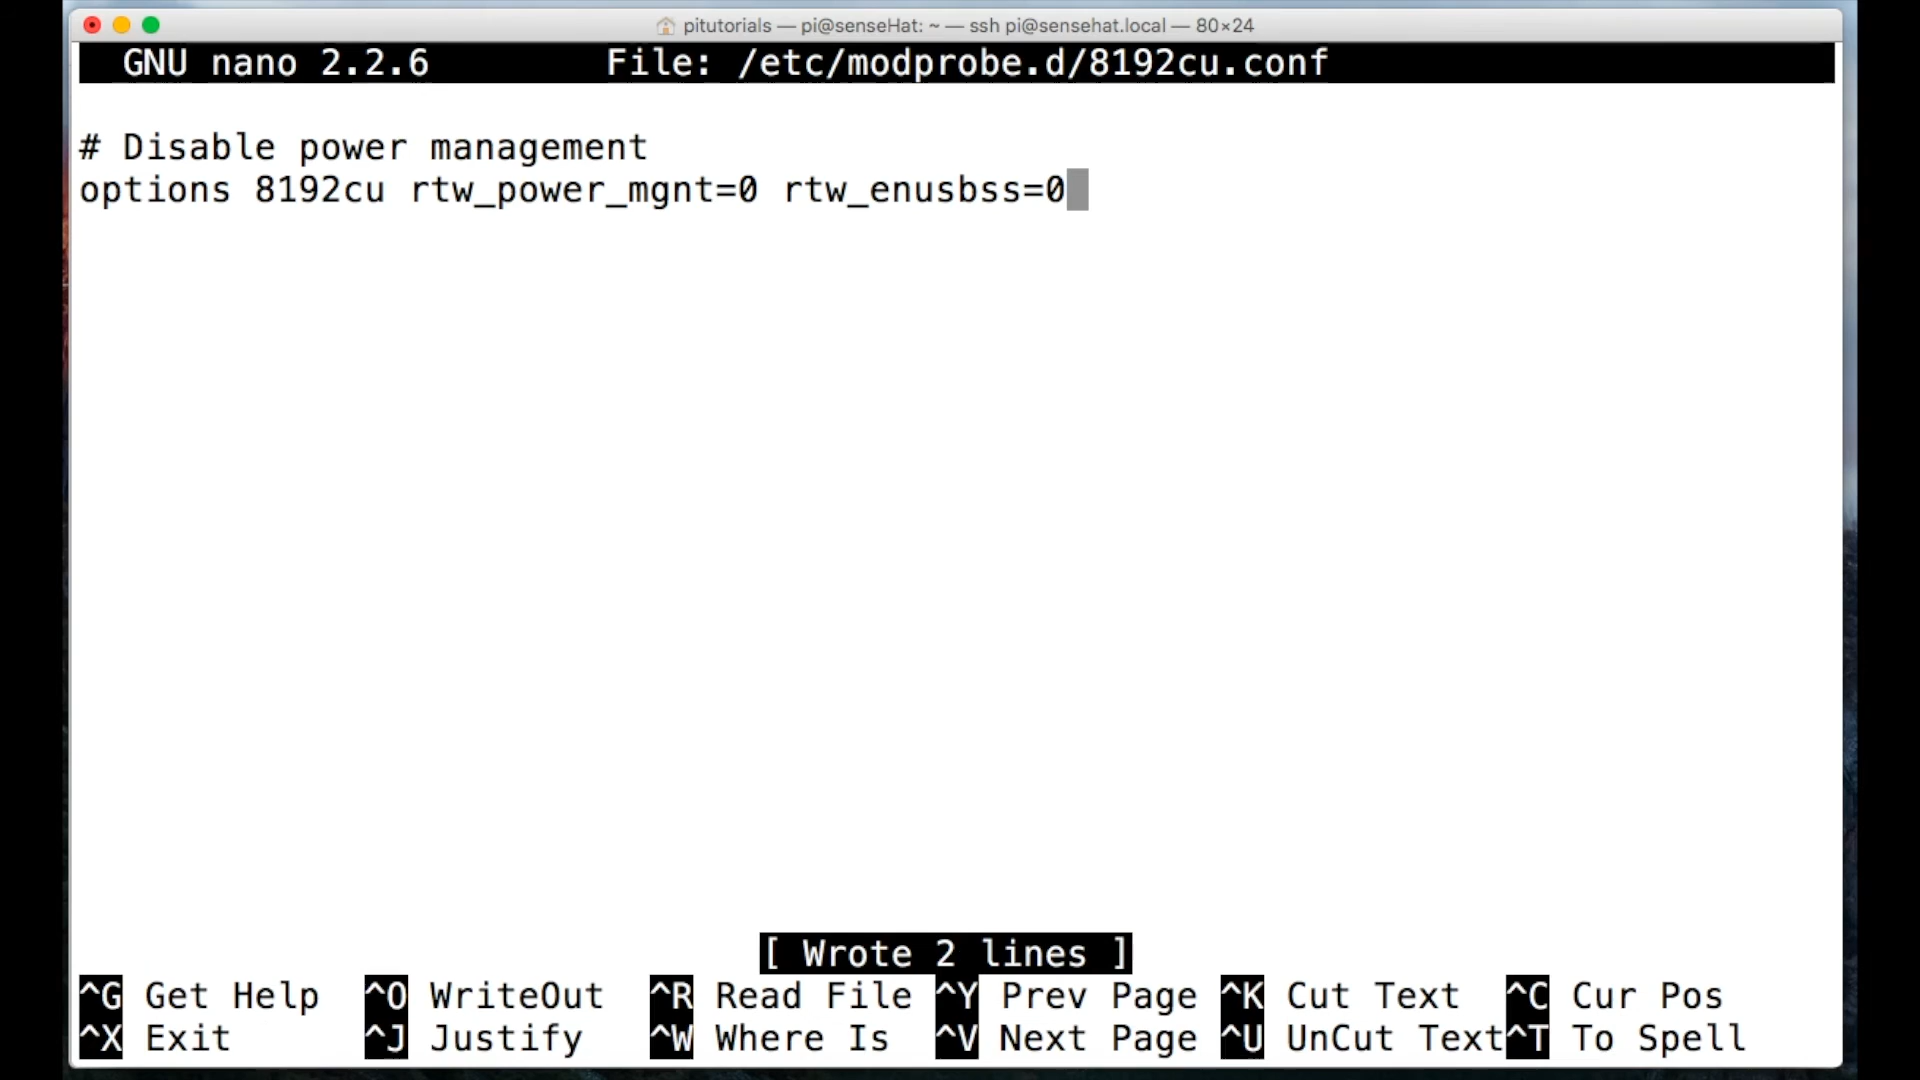 pitutorials — pi@senseHat: ~ — ssh pi@sensehat.local — 80×24
GNU nano 2.2.6 File: /etc/modprobe.d/8192cu.conf
# Disable power management
options 8192cu rtw_power_mgnt=0 rtw_enusbss=0
[ Wrote 2 lines ]
^G Get Help ^O WriteOut ^R Read File ^Y Prev Page ^K Cut Text ^C Cur Pos
^X Exit ^J Justify ^W Where Is ^V Next Page ^U UnCut Text ^T To Spell